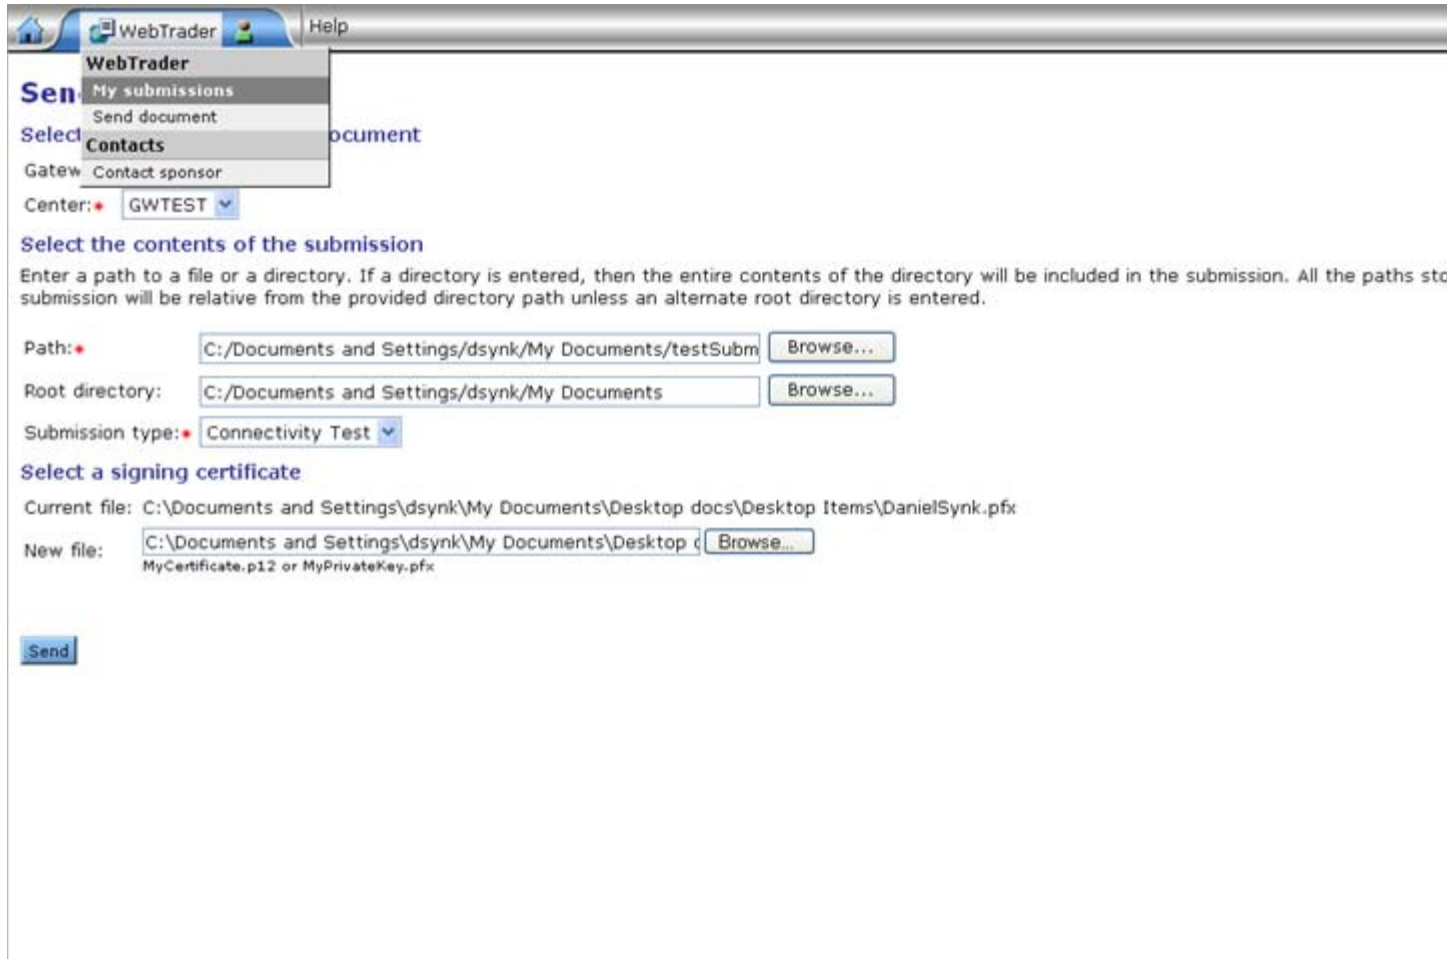 WebTrader Help
WebTrader
My submissions
Send document
Contacts
Contact sponsor
Sen
Select ocument
Gatew
Center:* GWTEST
Select the contents of the submission
Enter a path to a file or a directory. If a directory is entered, then the entire contents of the directory will be included in the submission. All the paths sto
submission will be relative from the provided directory path unless an alternate root directory is entered.
Path:* C:/Documents and Settings/dsynk/My Documents/testSubm Browse...
Root directory: C:/Documents and Settings/dsynk/My Documents Browse...
Submission type:* Connectivity Test
Select a signing certificate
Current file: C:\Documents and Settings\dsynk\My Documents\Desktop docs\Desktop Items\DanielSynk.pfx
New file: C:\Documents and Settings\dsynk\My Documents\Desktop d Browse...
MyCertificate.p12 or MyPrivateKey.pfx
Send